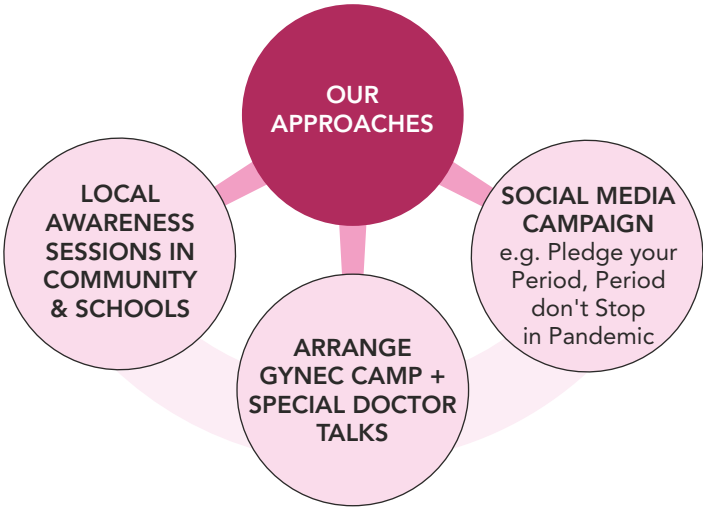 OUR
APPROACHES
LOCAL
AWARENESS
SESSIONS IN
COMMUNITY
& SCHOOLS
ARRANGE
GYNEC CAMP +
SPECIAL DOCTOR
TALKS
SOCIAL MEDIA
CAMPAIGN
e.g. Pledge your
Period, Period
don't Stop
in Pandemic